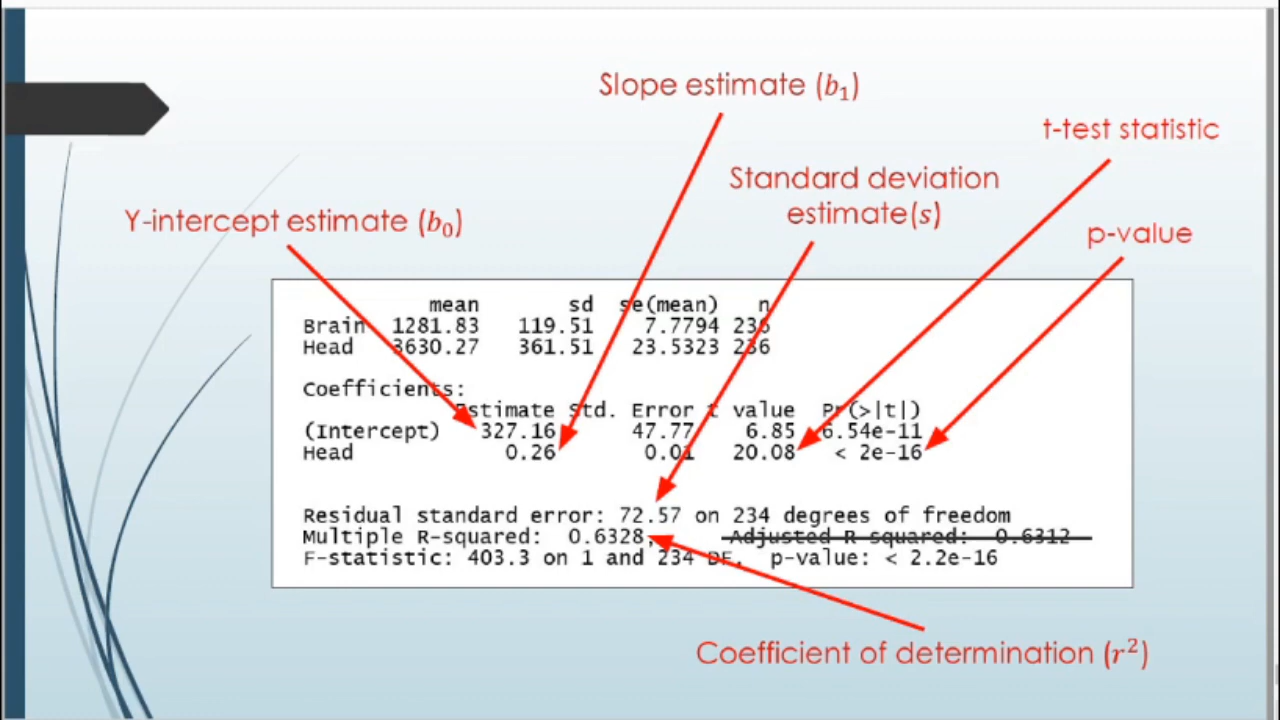 Slope estimate (b₁)
t-test statistic
Standard deviation
estimate(s)
Y-intercept estimate (b₀)
p-value
mean sd se(mean) n
Brain 1281.83 119.51 7.7794 236
Head 3630.27 361.51 23.5323 236
Coefficients:
Estimate Std. Error t value Pr(>|t|)
(Intercept) 327.16 47.77 6.85 6.54e-11
Head 0.26 0.01 20.08 < 2e-16
Residual standard error: 72.57 on 234 degrees of freedom
Multiple R-squared: 0.6328, Adjusted R-squared: 0.6312
F-statistic: 403.3 on 1 and 234 DF, p-value: < 2.2e-16
Coefficient of determination (r²)